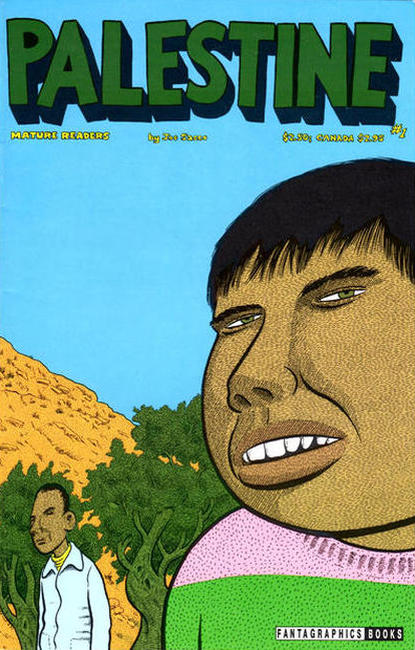 PALESTINE
MATURE READERS by Joe Sacco $2.50; CANADA $2.95 #1
FANTAGRAPHICS BOOKS